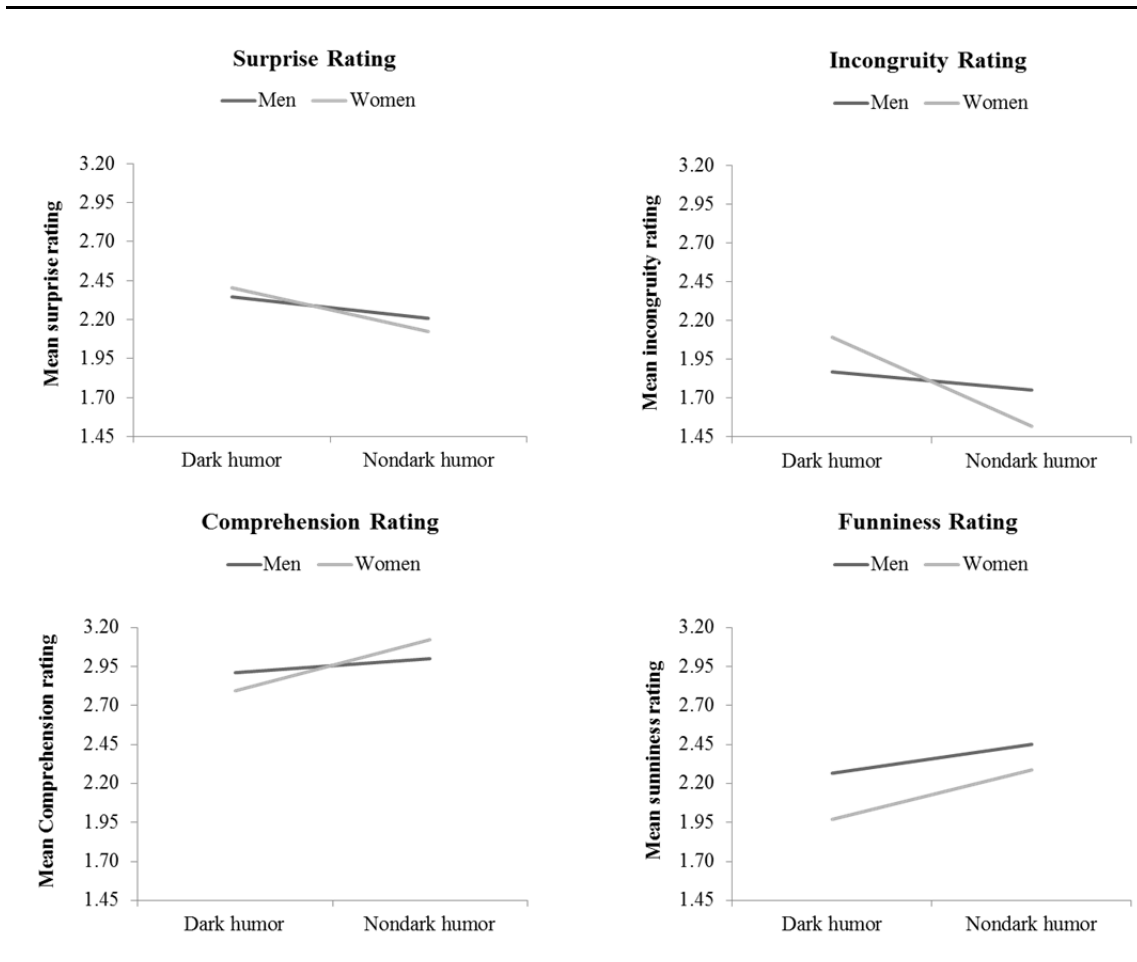 Surprise Rating
Men Women
Mean surprise rating
3.20
2.95
2.70
2.45
2.20
1.95
1.70
1.45
Dark humor Nondark humor
Incongruity Rating
Men Women
Mean incongruity rating
3.20
2.95
2.70
2.45
2.20
1.95
1.70
1.45
Dark humor Nondark humor
Comprehension Rating
Men Women
Mean Comprehension rating
3.20
2.95
2.70
2.45
2.20
1.95
1.70
1.45
Dark humor Nondark humor
Funniness Rating
Men Women
Mean sunniness rating
3.20
2.95
2.70
2.45
2.20
1.95
1.70
1.45
Dark humor Nondark humor